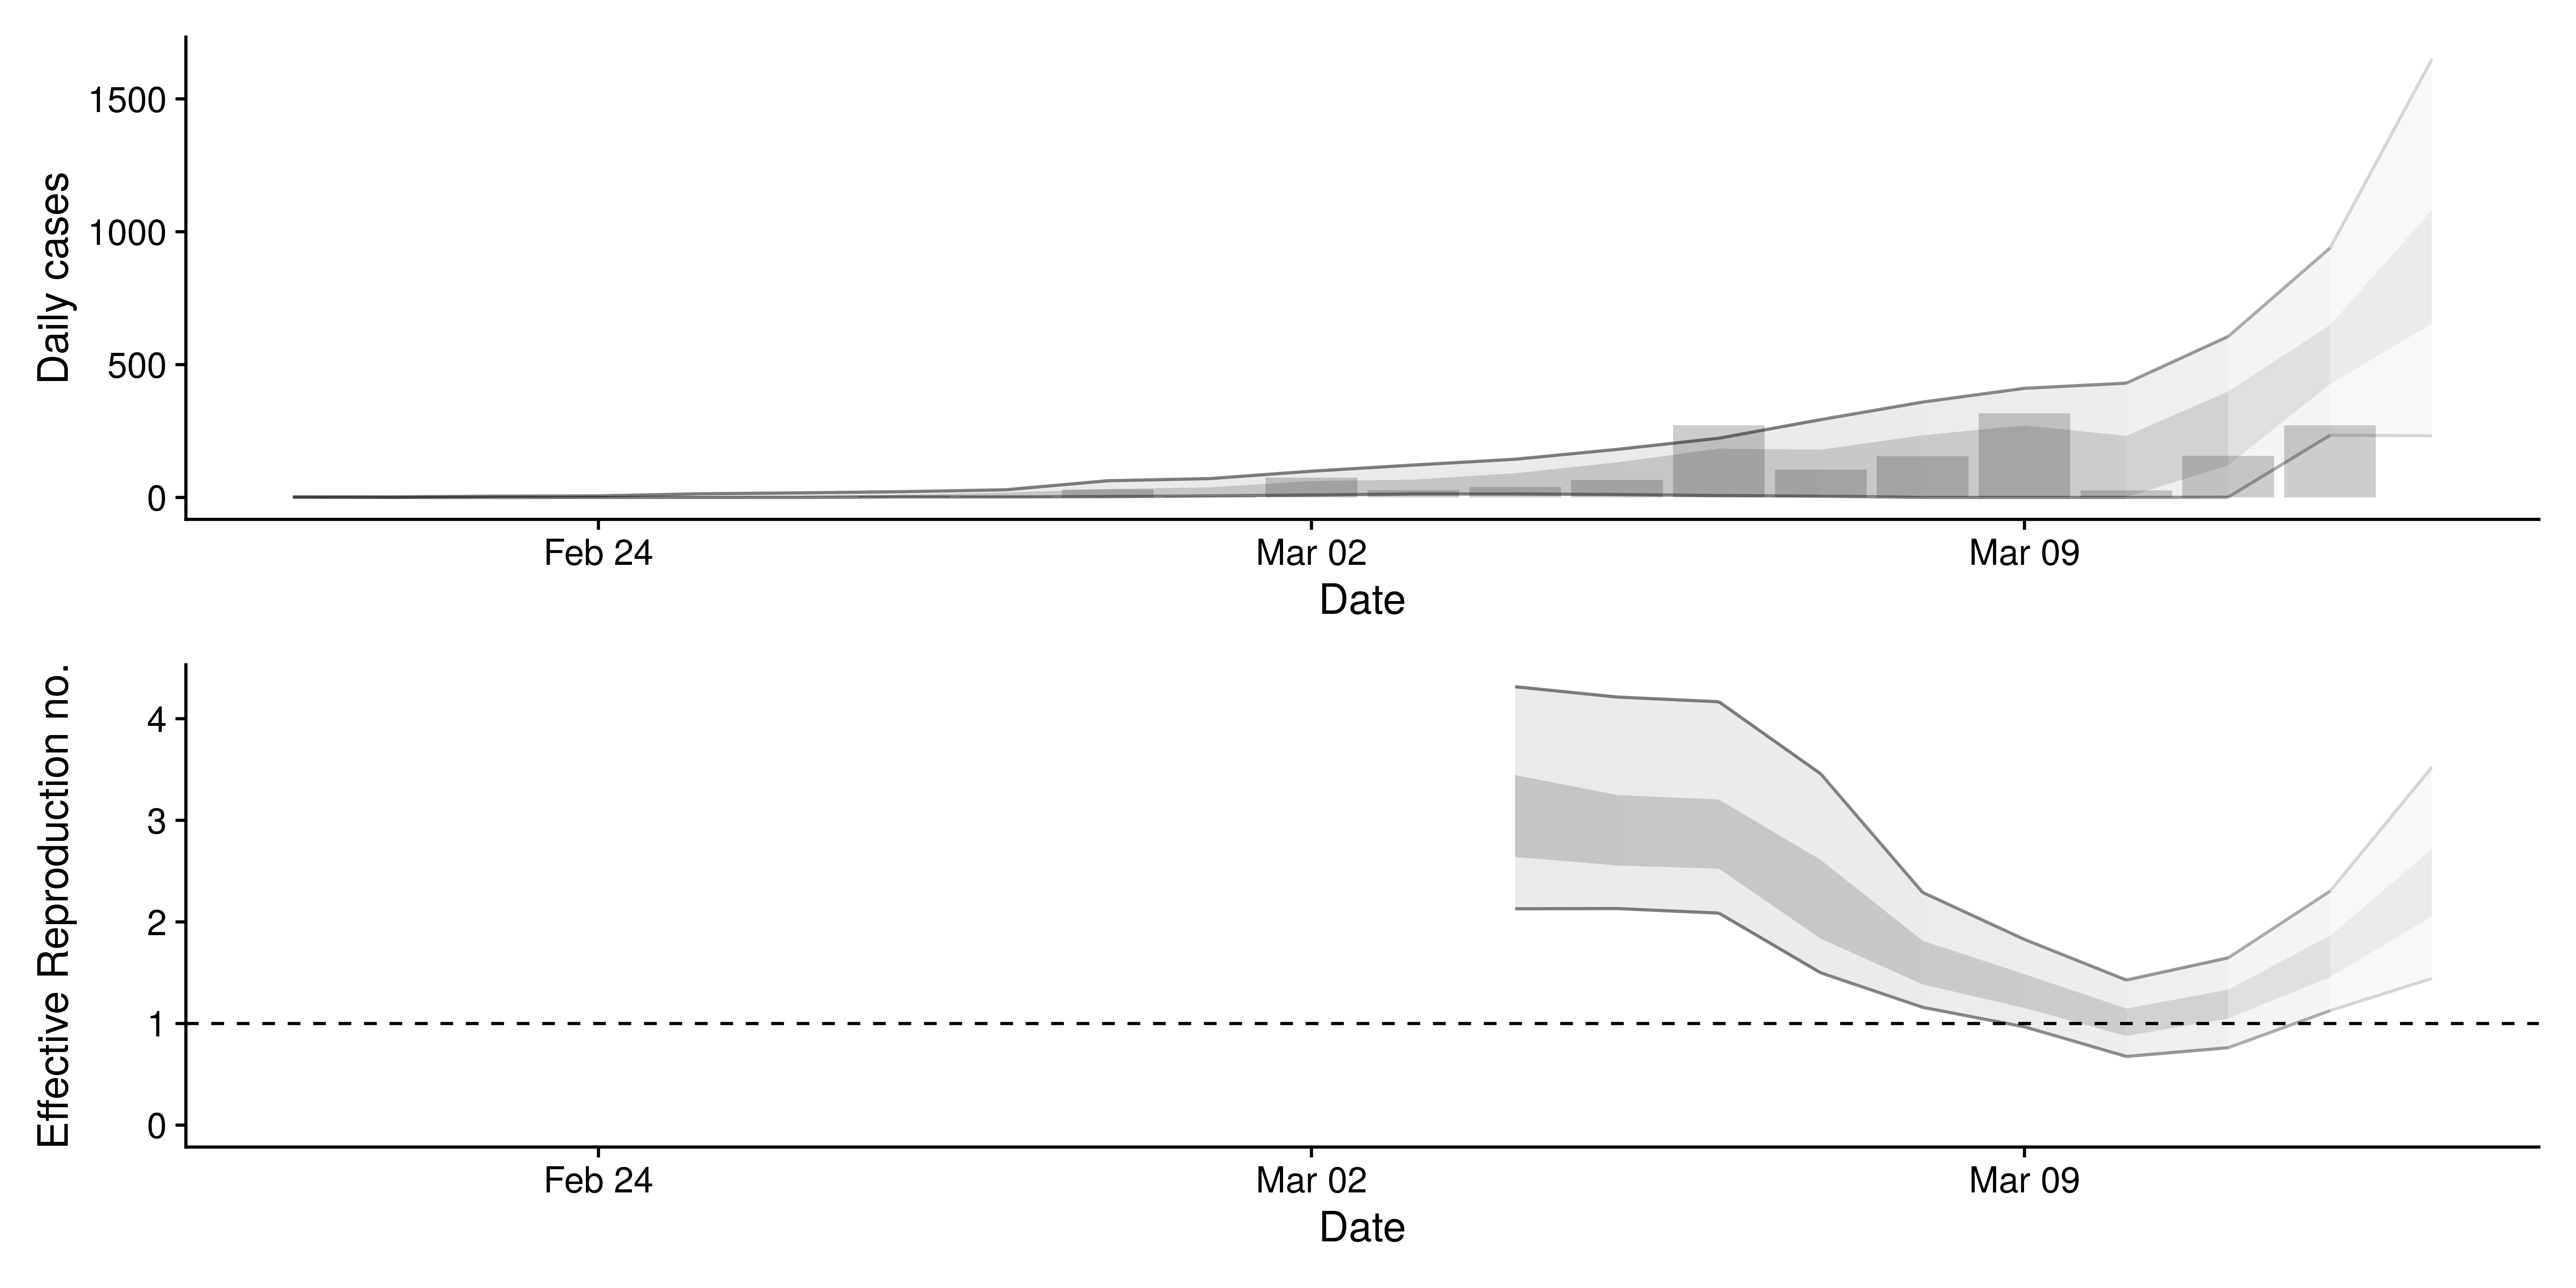 Daily cases
1500
1000
500
0
Feb 24
Mar 02
Mar 09
Date
Effective Reproduction no.
4
3
2
1
0
Feb 24
Mar 02
Mar 09
Date